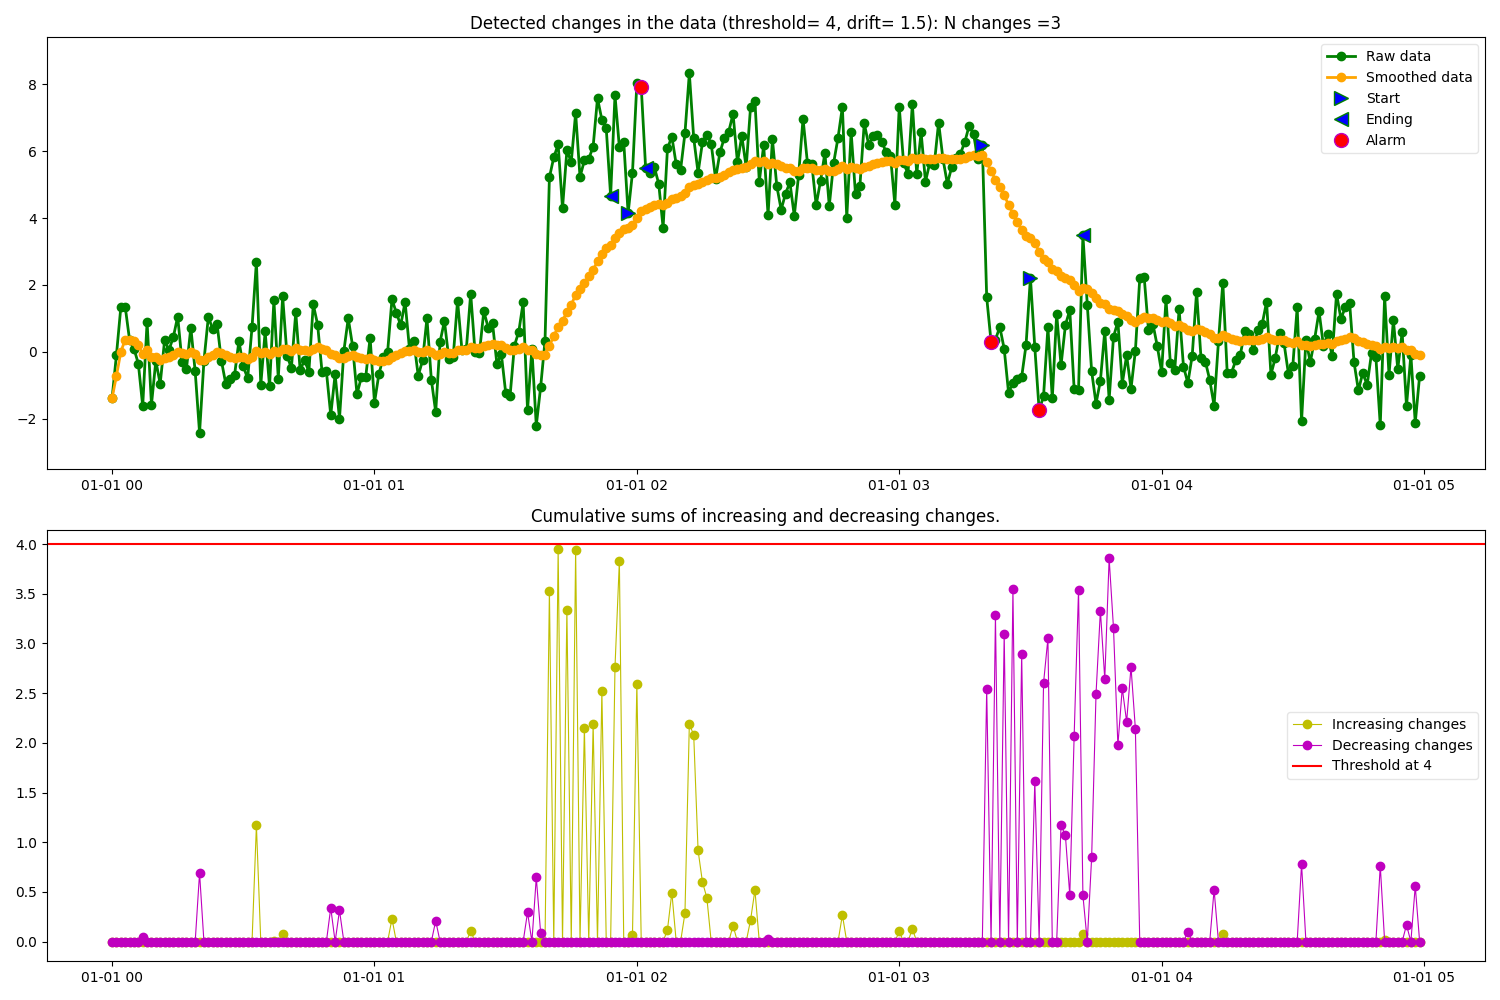 Detected changes in the data (threshold= 4, drift= 1.5): N changes =3
8
6
4
2
0
−2
Raw data
Smoothed data
Start
Ending
Alarm
01-01 00
01-01 01
01-01 02
01-01 03
01-01 04
01-01 05
Cumulative sums of increasing and decreasing changes.
4.0
3.5
3.0
2.5
2.0
1.5
1.0
0.5
0.0
Increasing changes
Decreasing changes
Threshold at 4
01-01 00
01-01 01
01-01 02
01-01 03
01-01 04
01-01 05